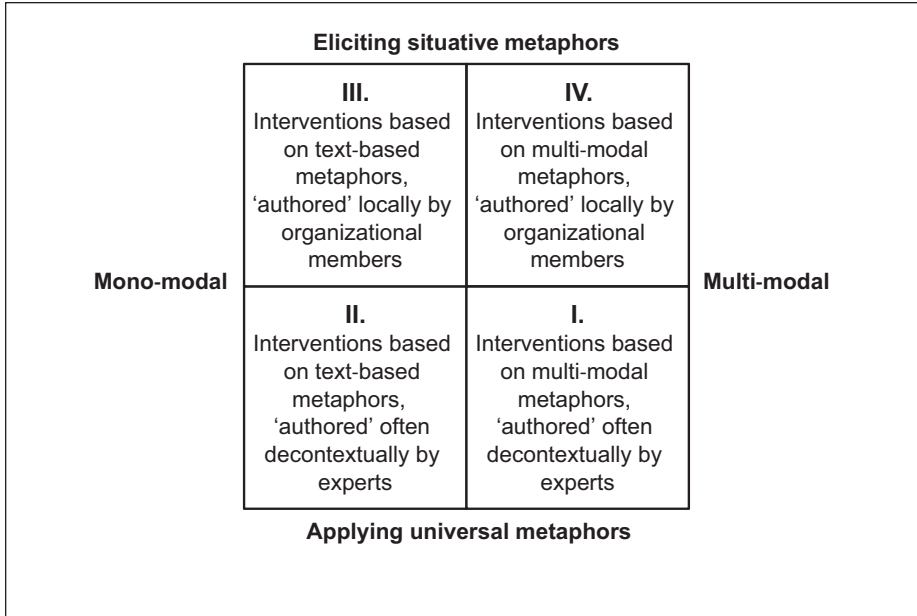 Eliciting situative metaphors
III.
Interventions based
on text-based
metaphors,
‘authored’ locally by
organizational
members
IV.
Interventions based
on multi-modal
metaphors,
‘authored’ locally by
organizational
members
Mono-modal
Multi-modal
II.
Interventions based
on text-based
metaphors,
‘authored’ often
decontextually by
experts
I.
Interventions based
on multi-modal
metaphors,
‘authored’ often
decontextually by
experts
Applying universal metaphors